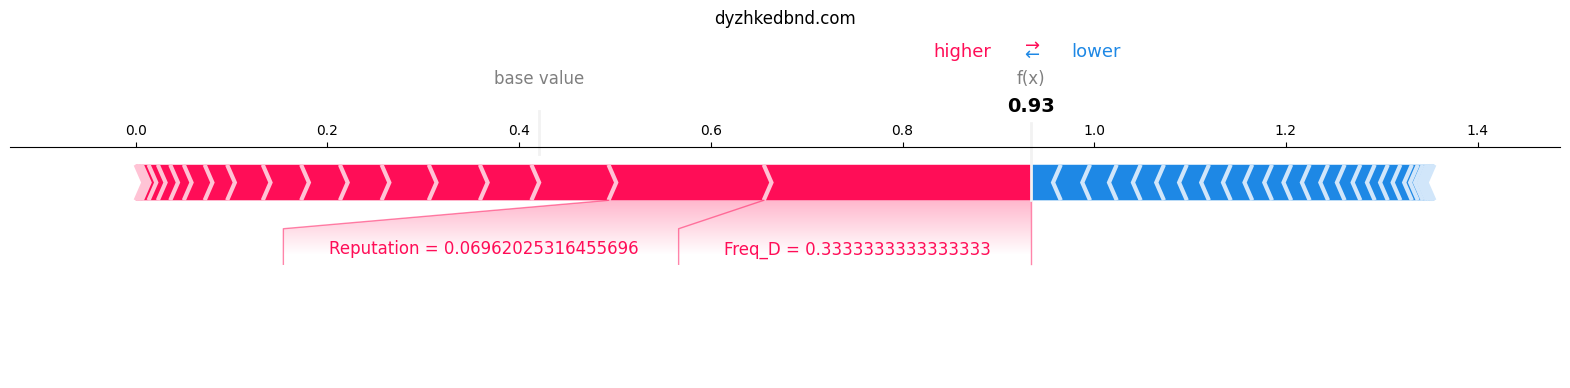 dyzhkedbnd.com
higher → ← lower
base value f(x)
0.93
0.0 0.2 0.4 0.6 0.8 1.0 1.2 1.4
Reputation = 0.06962025316455696 Freq_D = 0.3333333333333333